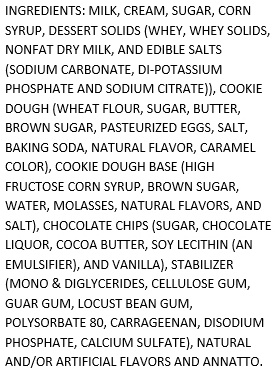 INGREDIENTS: MILK, CREAM, SUGAR, CORN
SYRUP, DESSERT SOLIDS (WHEY, WHEY SOLIDS,
NONFAT DRY MILK, AND EDIBLE SALTS
(SODIUM CARBONATE, DI-POTASSIUM
PHOSPHATE AND SODIUM CITRATE)), COOKIE
DOUGH (WHEAT FLOUR, SUGAR, BUTTER,
BROWN SUGAR, PASTEURIZED EGGS, SALT,
BAKING SODA, NATURAL FLAVOR, CARAMEL
COLOR), COOKIE DOUGH BASE (HIGH
FRUCTOSE CORN SYRUP, BROWN SUGAR,
WATER, MOLASSES, NATURAL FLAVORS, AND
SALT), CHOCOLATE CHIPS (SUGAR, CHOCOLATE
LIQUOR, COCOA BUTTER, SOY LECITHIN (AN
EMULSIFIER), AND VANILLA), STABILIZER
(MONO & DIGLYCERIDES, CELLULOSE GUM,
GUAR GUM, LOCUST BEAN GUM,
POLYSORBATE 80, CARRAGEENAN, DISODIUM
PHOSPHATE, CALCIUM SULFATE), NATURAL
AND/OR ARTIFICIAL FLAVORS AND ANNATTO.